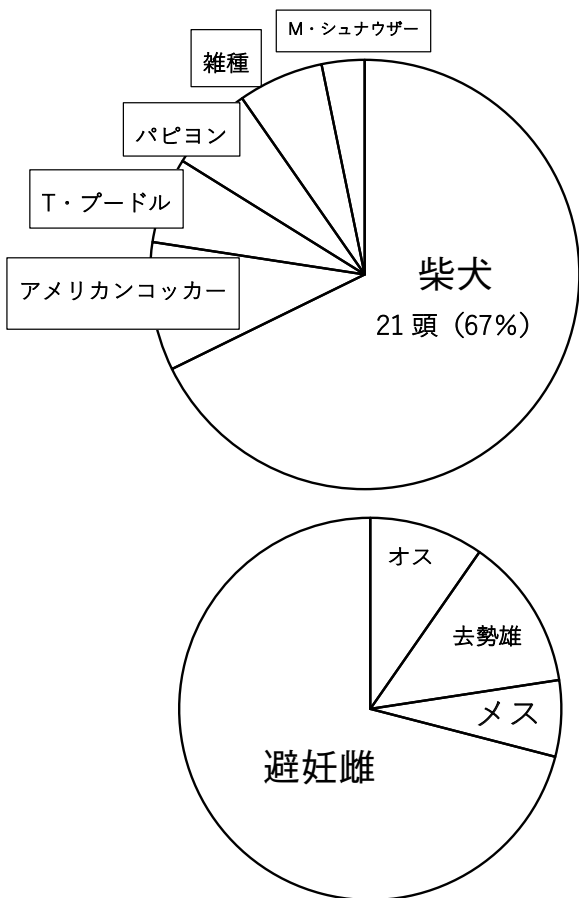 M・シュナウザー
雑種
パピヨン
T・プードル
アメリカンコッカー
柴犬
21 頭（67%）
オス
去勢雄
メス
避妊雌